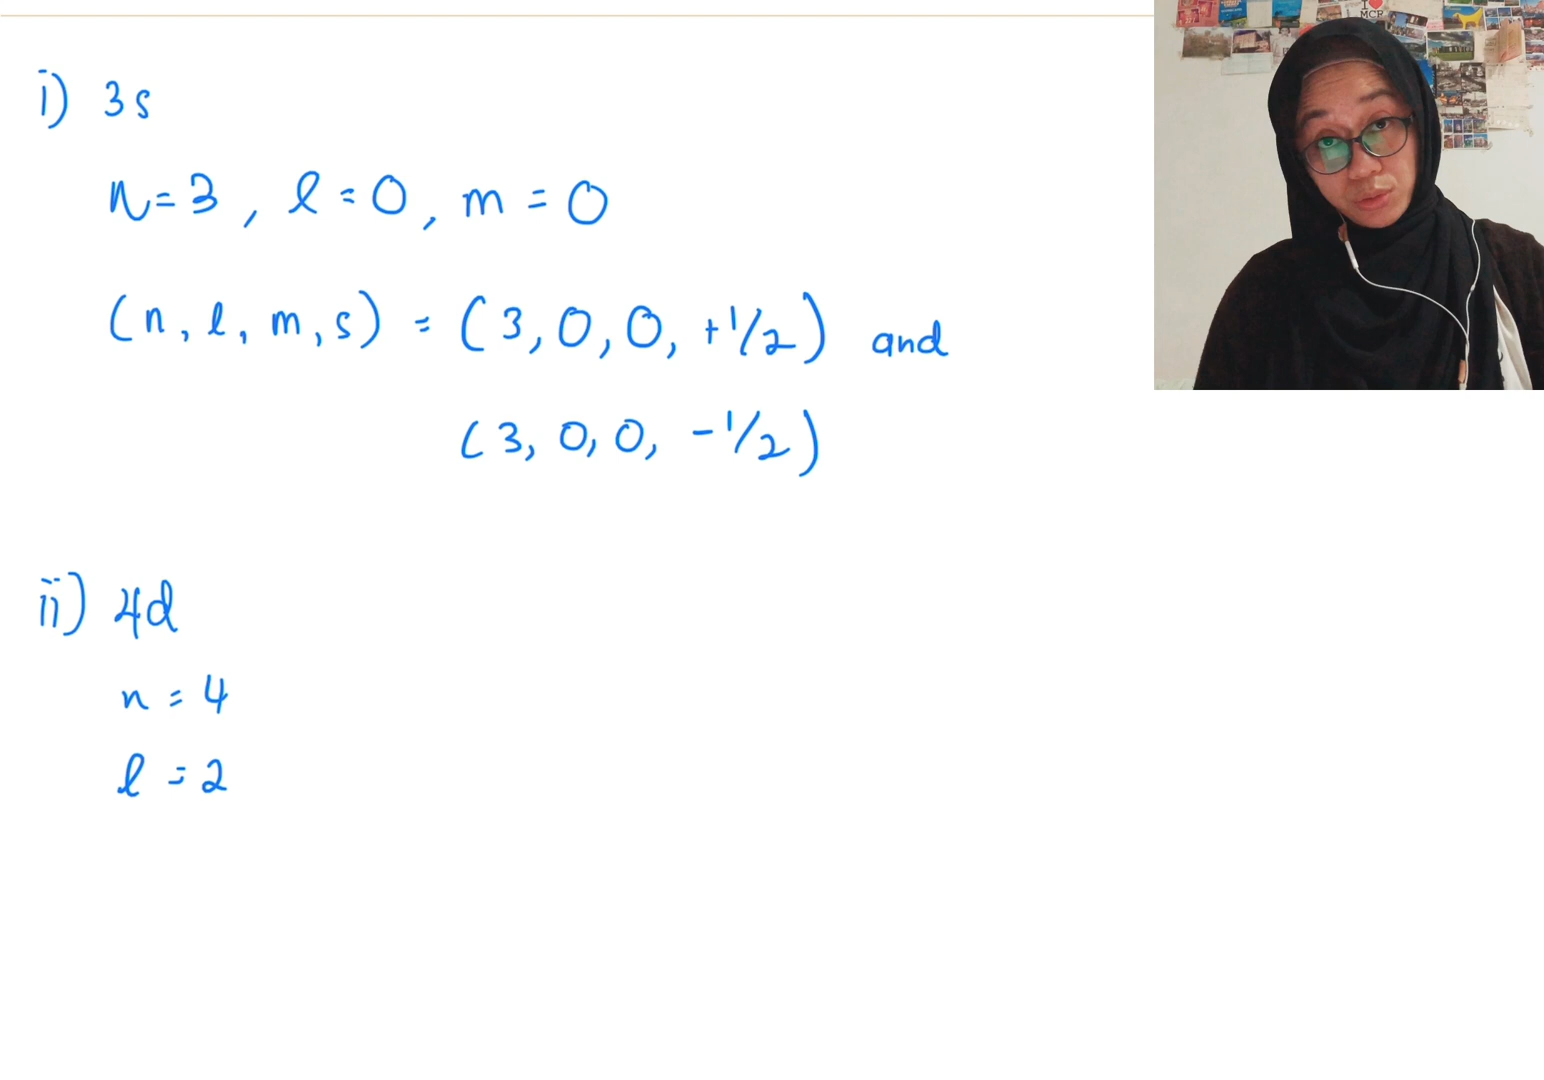 i) 3s
n=3, l=0, m=0
(n, l, m, s) = (3, 0, 0, +1/2) and
(3, 0, 0, -1/2)
ii) 4d
n = 4
l = 2
I ❤ MCP